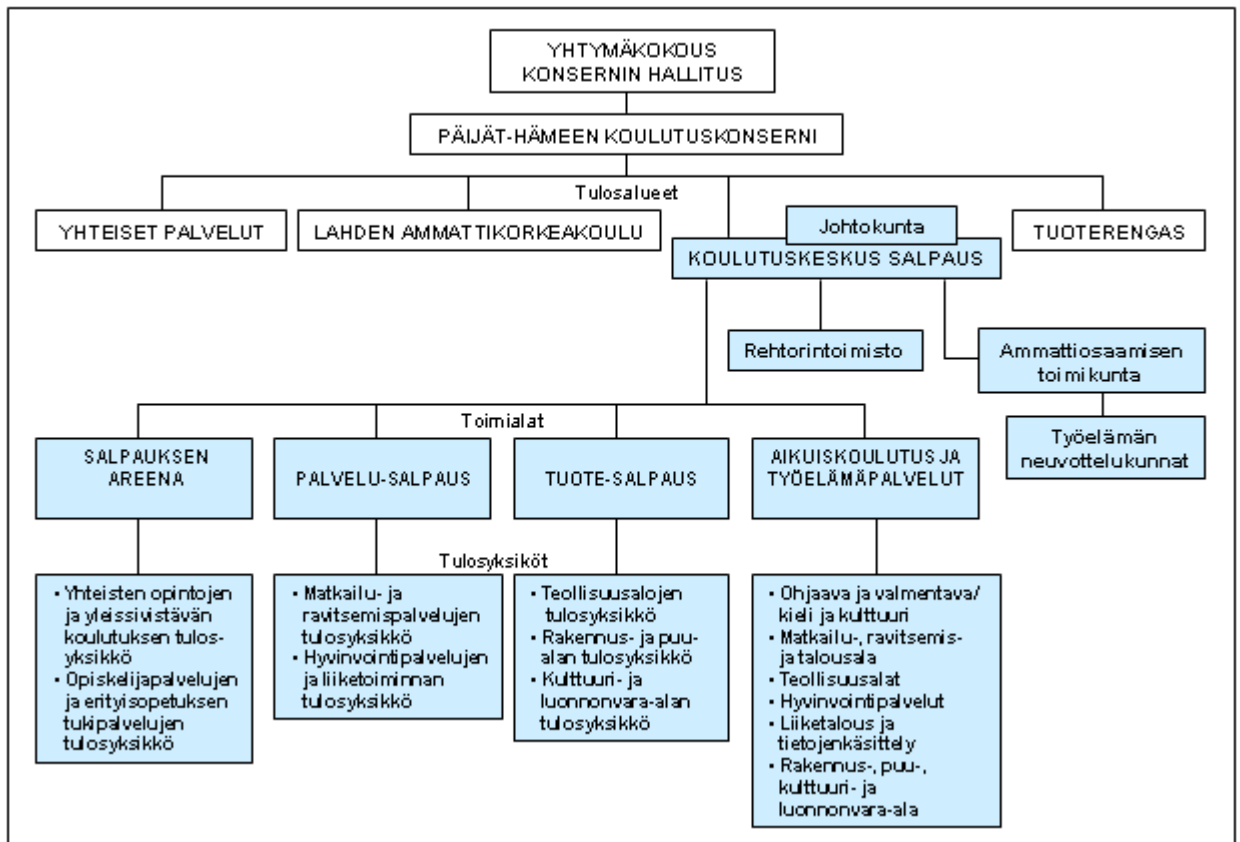 YHTYMÄKOKOUS
KONSERNIN HALLITUS
PÄIJÄT-HÄMEEN KOULUTUSKONSERNI
Tulosalueet
YHTEISET PALVELUT
LAHDEN AMMATTIKORKEAKOULU
Johtokunta
KOULUTUSKESKUS SALPAUS
TUOTERENGAS
Rehtorintoimisto
Ammattiosaamisen
toimikunta
Työelämän
neuvottelukunnat
Toimialat
SALPAUKSEN
AREENA
PALVELU-SALPAUS
TUOTE-SALPAUS
AIKUISKOULUTUS JA
TYÖELÄMÄPALVELUT
Tulosyksiköt
• Yhteisten opintojen
ja yleissivistävän
koulutuksen tulos-
yksikkö
• Opiskelijapalvelujen
ja erityisopetuksen
tukipalvelujen
tulosyksikkö
• Matkailu- ja
ravitsemispalvelujen
tulosyksikkö
• Hyvinvointipalvelujen
ja liiketoiminnan
tulosyksikkö
• Teollisuusalojen
tulosyksikkö
• Rakennus- ja puu-
alan tulosyksikkö
• Kulttuuri- ja
luonnonvara-alan
tulosyksikkö
• Ohjaava ja valmentava/
kieli ja kulttuuri
• Matkailu-, ravitsemis-
ja talousala
• Teollisuusalat
• Hyvinvointipalvelut
• Liiketalous ja
tietojenkäsittely
• Rakennus-, puu-,
kulttuuri- ja
luonnonvara-ala